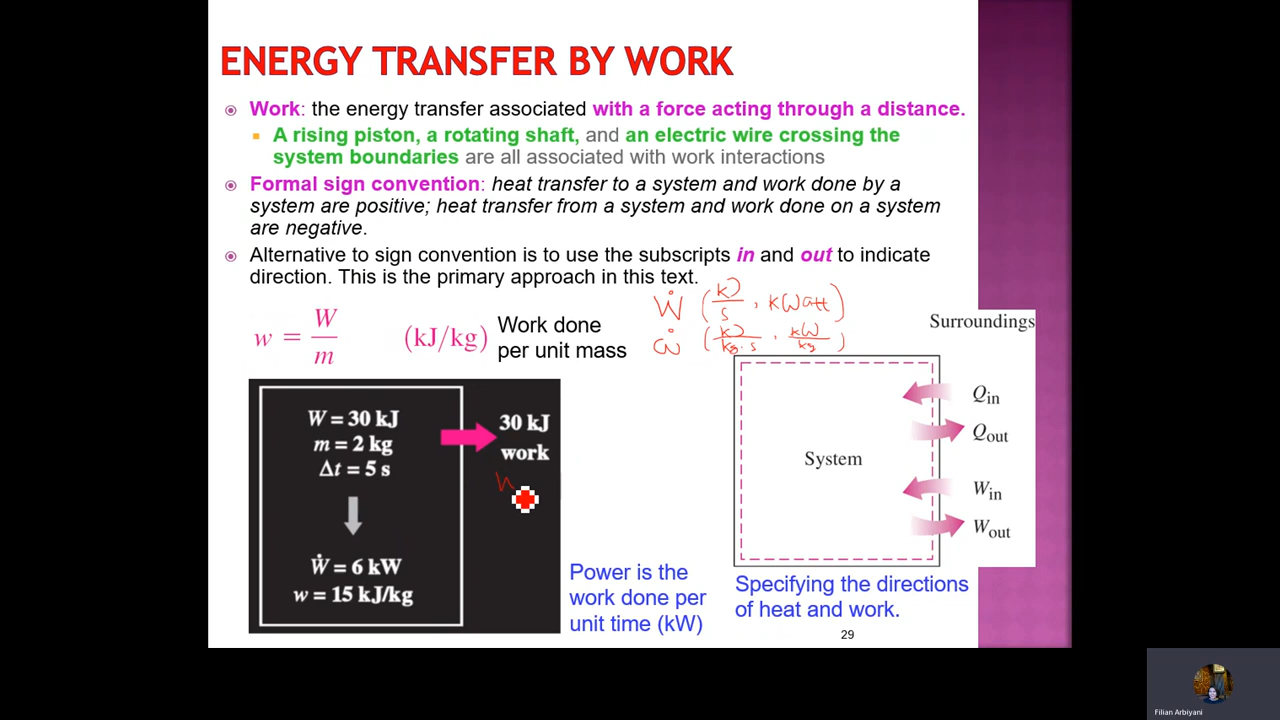 ENERGY TRANSFER BY WORK
Work: the energy transfer associated with a force acting through a distance.
A rising piston, a rotating shaft, and an electric wire crossing the
system boundaries are all associated with work interactions
Formal sign convention: heat transfer to a system and work done by a
system are positive; heat transfer from a system and work done on a system
are negative.
Alternative to sign convention is to use the subscripts in and out to indicate
direction. This is the primary approach in this text.
w = W/m (kJ/kg)
Work done
per unit mass
Ẇ (kJ/s, kWatt)
ẇ (kJ/kg·s, kW/kg)
W = 30 kJ
m = 2 kg
Δt = 5 s
Ẇ = 6 kW
w = 15 kJ/kg
30 kJ
work
Power is the
work done per
unit time (kW)
Surroundings
System
Qin
Qout
Win
Wout
Specifying the directions
of heat and work.
29
Filian Arbiyani